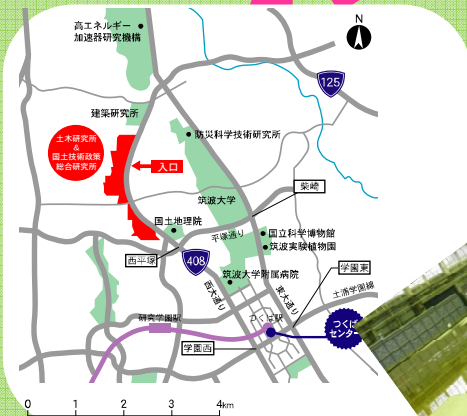 高エネルギー
加速器研究機構
N
125
建築研究所
土木研究所
&
国土技術政策
総合研究所
防災科学技術研究所
入口
柴崎
筑波大学
国土地理院
平塚通り
国立科学博物館
筑波実験植物園
西平塚
408
筑波大学附属病院
学園東
西大通り
東大通り
土浦学園線
研究学園駅
つくば駅
つくば
センター
学園西
0 1 2 3 4km